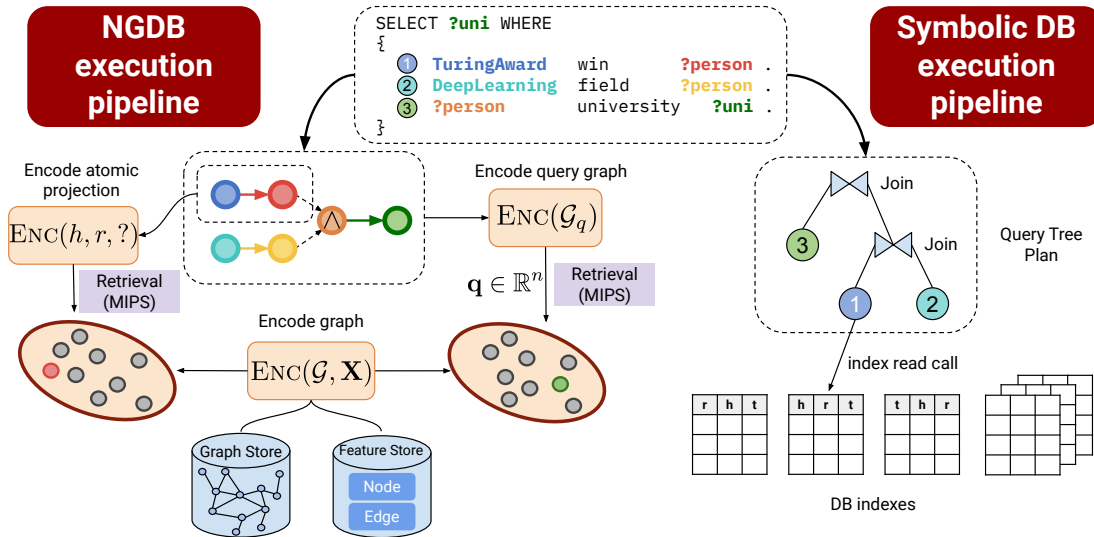 NGDB
execution
pipeline
SELECT ?uni WHERE
{
1 TuringAward win ?person .
2 DeepLearning field ?person .
3 ?person university ?uni .
}
Symbolic DB
execution
pipeline
Encode atomic
projection
ENC(h, r, ?)
Retrieval
(MIPS)
∧
Encode query graph
ENC(𝒢q)
q ∈ ℝⁿ
Retrieval
(MIPS)
Encode graph
ENC(𝒢, X)
Graph Store
Feature Store
Node
Edge
Join
3
Join
1
2
Query Tree
Plan
index read call
r h t
h r t
t h r
DB indexes